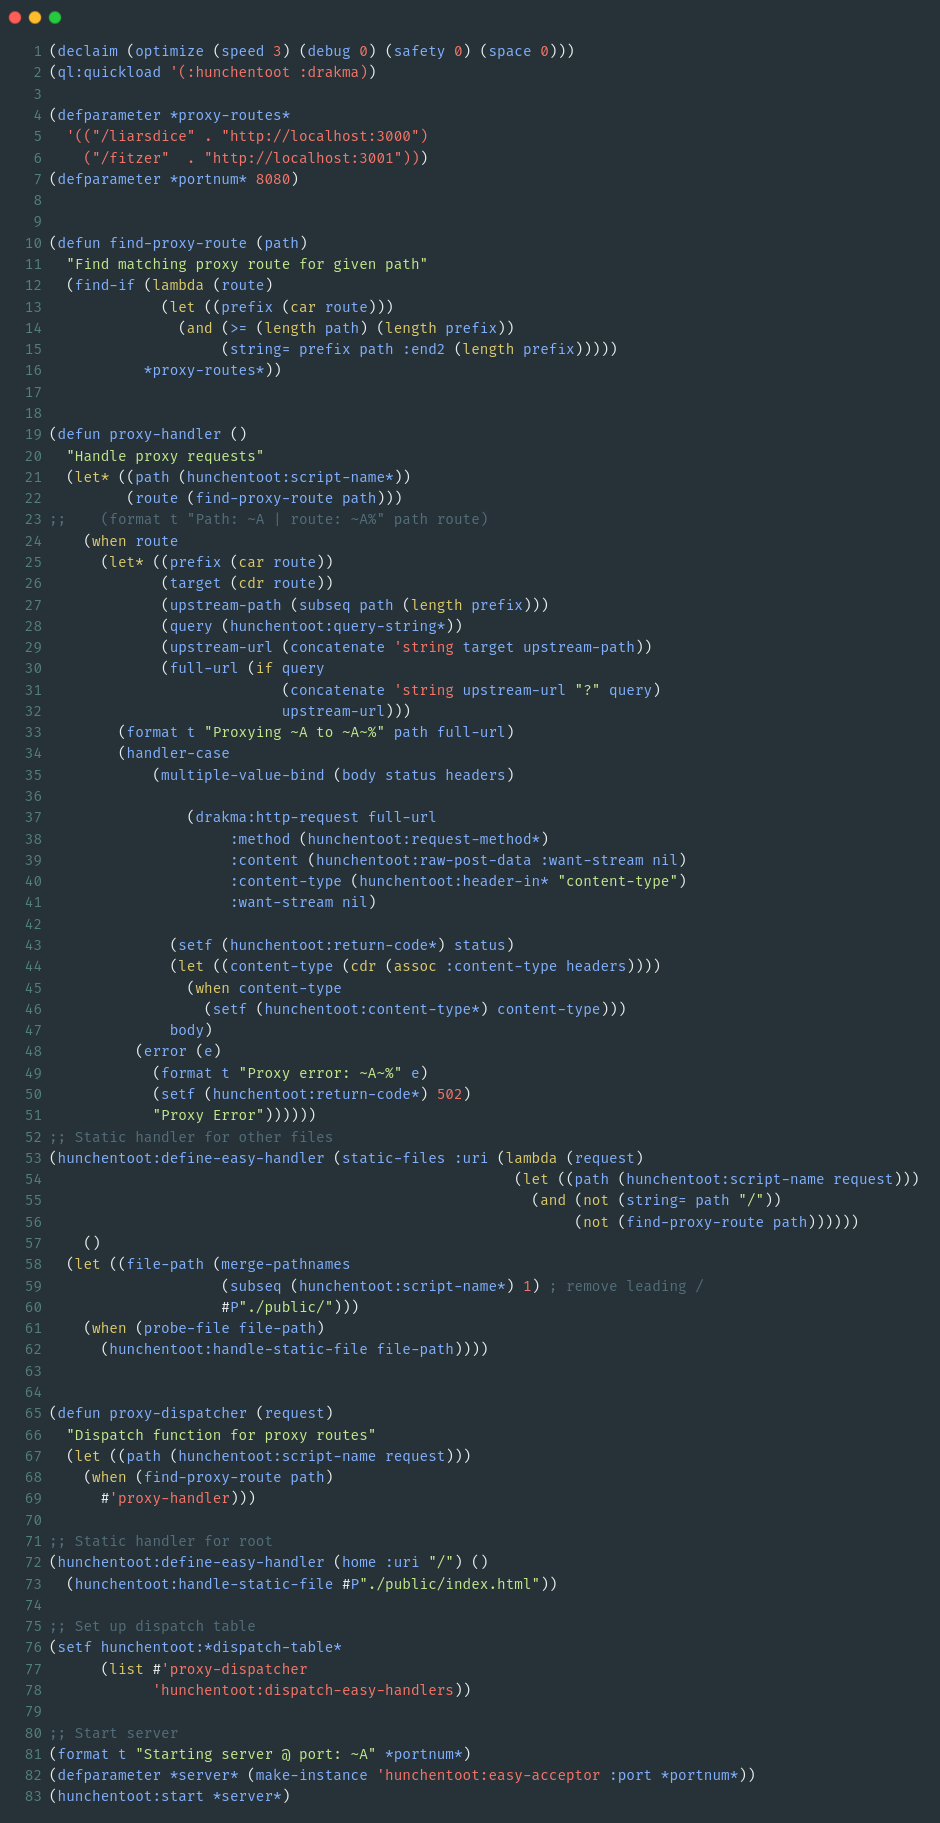 1 (declaim (optimize (speed 3) (debug 0) (safety 0) (space 0)))
2 (ql:quickload '(:hunchentoot :drakma))
3
4 (defparameter *proxy-routes*
5   '(("/liarsdice" . "http://localhost:3000")
6     ("/fitzer"  . "http://localhost:3001")))
7 (defparameter *portnum* 8080)
8
9
10 (defun find-proxy-route (path)
11   "Find matching proxy route for given path"
12   (find-if (lambda (route)
13              (let ((prefix (car route)))
14                (and (>= (length path) (length prefix))
15                     (string= prefix path :end2 (length prefix)))))
16            *proxy-routes*))
17
18
19 (defun proxy-handler ()
20   "Handle proxy requests"
21   (let* ((path (hunchentoot:script-name*))
22          (route (find-proxy-route path)))
23 ;;    (format t "Path: ~A | route: ~A%" path route)
24     (when route
25       (let* ((prefix (car route))
26              (target (cdr route))
27              (upstream-path (subseq path (length prefix)))
28              (query (hunchentoot:query-string*))
29              (upstream-url (concatenate 'string target upstream-path))
30              (full-url (if query
31                            (concatenate 'string upstream-url "?" query)
32                            upstream-url)))
33         (format t "Proxying ~A to ~A~%" path full-url)
34         (handler-case
35             (multiple-value-bind (body status headers)
36
37                 (drakma:http-request full-url
38                      :method (hunchentoot:request-method*)
39                      :content (hunchentoot:raw-post-data :want-stream nil)
40                      :content-type (hunchentoot:header-in* "content-type")
41                      :want-stream nil)
42
43               (setf (hunchentoot:return-code*) status)
44               (let ((content-type (cdr (assoc :content-type headers))))
45                 (when content-type
46                   (setf (hunchentoot:content-type*) content-type)))
47               body)
48           (error (e)
49             (format t "Proxy error: ~A~%" e)
50             (setf (hunchentoot:return-code*) 502)
51             "Proxy Error"))))))
52 ;; Static handler for other files
53 (hunchentoot:define-easy-handler (static-files :uri (lambda (request)
54                                                       (let ((path (hunchentoot:script-name request)))
55                                                         (and (not (string= path "/"))
56                                                              (not (find-proxy-route path))))))
57     ()
58   (let ((file-path (merge-pathnames
59                     (subseq (hunchentoot:script-name*) 1) ; remove leading /
60                     #P"./public/")))
61     (when (probe-file file-path)
62       (hunchentoot:handle-static-file file-path))))
63
64
65 (defun proxy-dispatcher (request)
66   "Dispatch function for proxy routes"
67   (let ((path (hunchentoot:script-name request)))
68     (when (find-proxy-route path)
69       #'proxy-handler)))
70
71 ;; Static handler for root
72 (hunchentoot:define-easy-handler (home :uri "/") ()
73   (hunchentoot:handle-static-file #P"./public/index.html"))
74
75 ;; Set up dispatch table
76 (setf hunchentoot:*dispatch-table*
77       (list #'proxy-dispatcher
78             'hunchentoot:dispatch-easy-handlers))
79
80 ;; Start server
81 (format t "Starting server @ port: ~A" *portnum*)
82 (defparameter *server* (make-instance 'hunchentoot:easy-acceptor :port *portnum*))
83 (hunchentoot:start *server*)